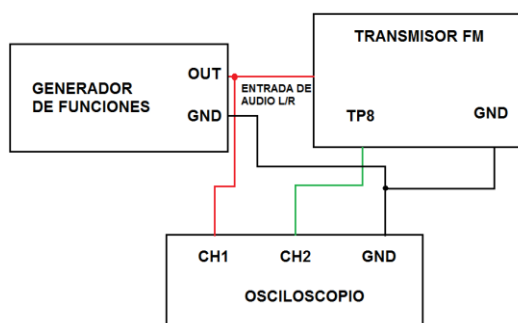 GENERADOR
DE FUNCIONES
OUT
GND
ENTRADA DE
AUDIO L/R
TRANSMISOR FM
TP8
GND
CH1
CH2
GND
OSCILOSCOPIO